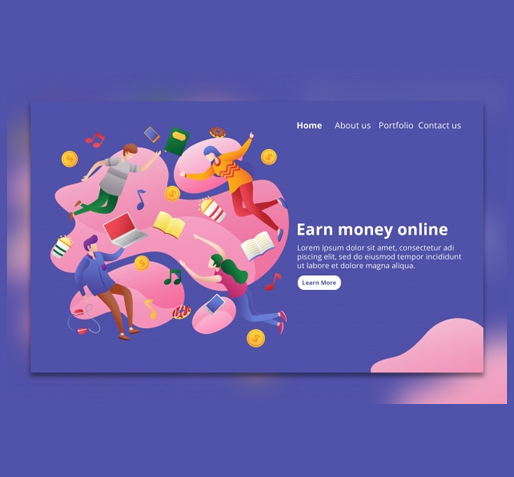 Home About us Portfolio Contact us
Earn money online
Lorem ipsum dolor sit amet, consectetur adi
piscing elit, sed do eiusmod tempor incididunt
ut labore et dolore magna aliqua.
Learn More